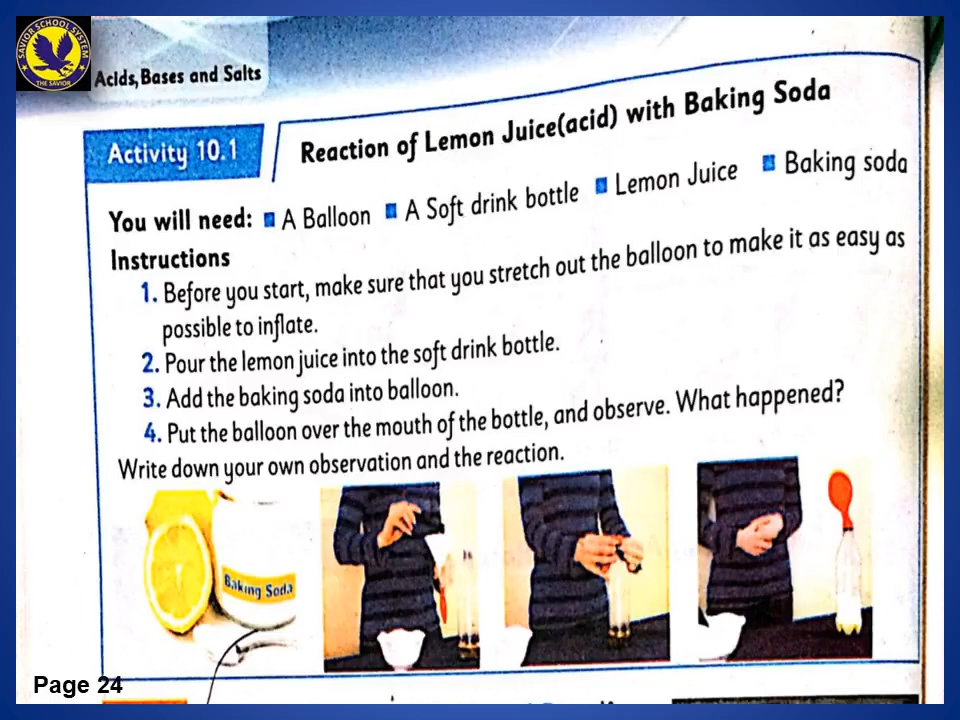 SAVIOR SCHOOL SYSTEM
THE SAVIOR
Acids, Bases and Salts
Activity 10.1
Reaction of Lemon Juice(acid) with Baking Soda
You will need: ■ A Balloon ■ A Soft drink bottle ■ Lemon Juice ■ Baking soda
Instructions
1. Before you start, make sure that you stretch out the balloon to make it as easy as
possible to inflate.
2. Pour the lemon juice into the soft drink bottle.
3. Add the baking soda into balloon.
4. Put the balloon over the mouth of the bottle, and observe. What happened?
Write down your own observation and the reaction.
Baking Soda
Page 24